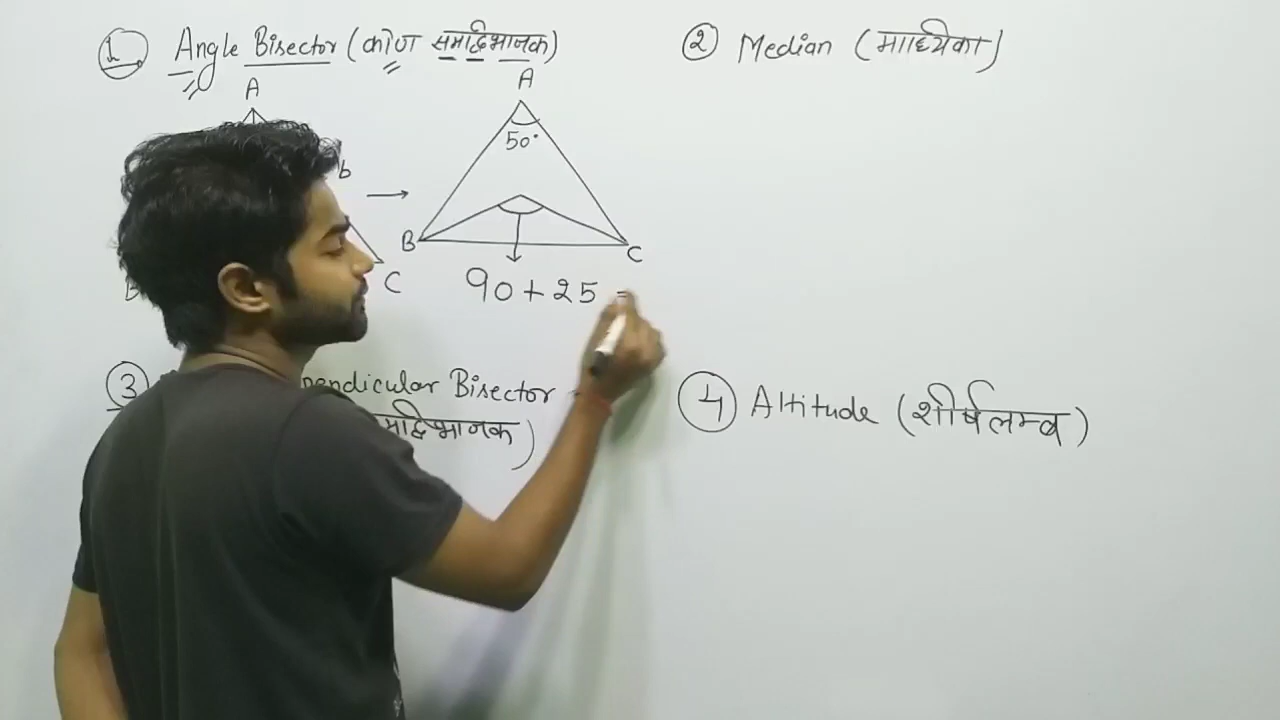 1 Angle Bisector (कोण समद्विभाजक)
A
b
C
A
50°
B
C
90+25 =
2 Median (माध्यिका)
3
Bisector
4 Altitude (शीर्षलम्ब)